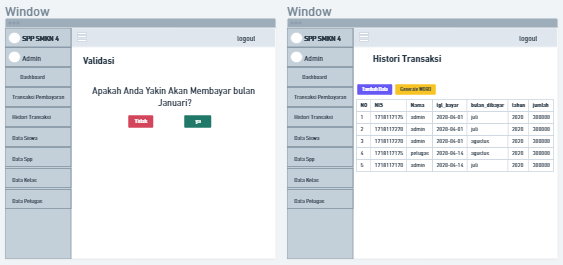 Window
SPP SMKN 4
logout
Admin
Validasi
Dashboard
Apakah Anda Yakin Akan Membayar bulan
Januari?
Transaksi Pembayaran
Histori Transaksi
Tidak
ya
Data Siswa
Data Spp
Data Kelas
Data Petugas
Window
SPP SMKN 4
logout
Admin
Histori Transaksi
Dashboard
Tambah Data
Generate WORD
Transaksi Pembayaran
Histori Transaksi
Data Siswa
Data Spp
Data Kelas
Data Petugas
NO NIS Nama tgl_bayar bulan_dibayar tahun jumlah
1 1718117175 admin 2020-04-01 juli 2020 300000
2 1718117270 admin 2020-04-01 juli 2020 300000
3 1718117270 admin 2020-04-01 agustus 2020 300000
4 1718117175 petugas 2020-04-14 agustus 2020 300000
5 1718117170 admin 2020-04-14 juli 2020 300000